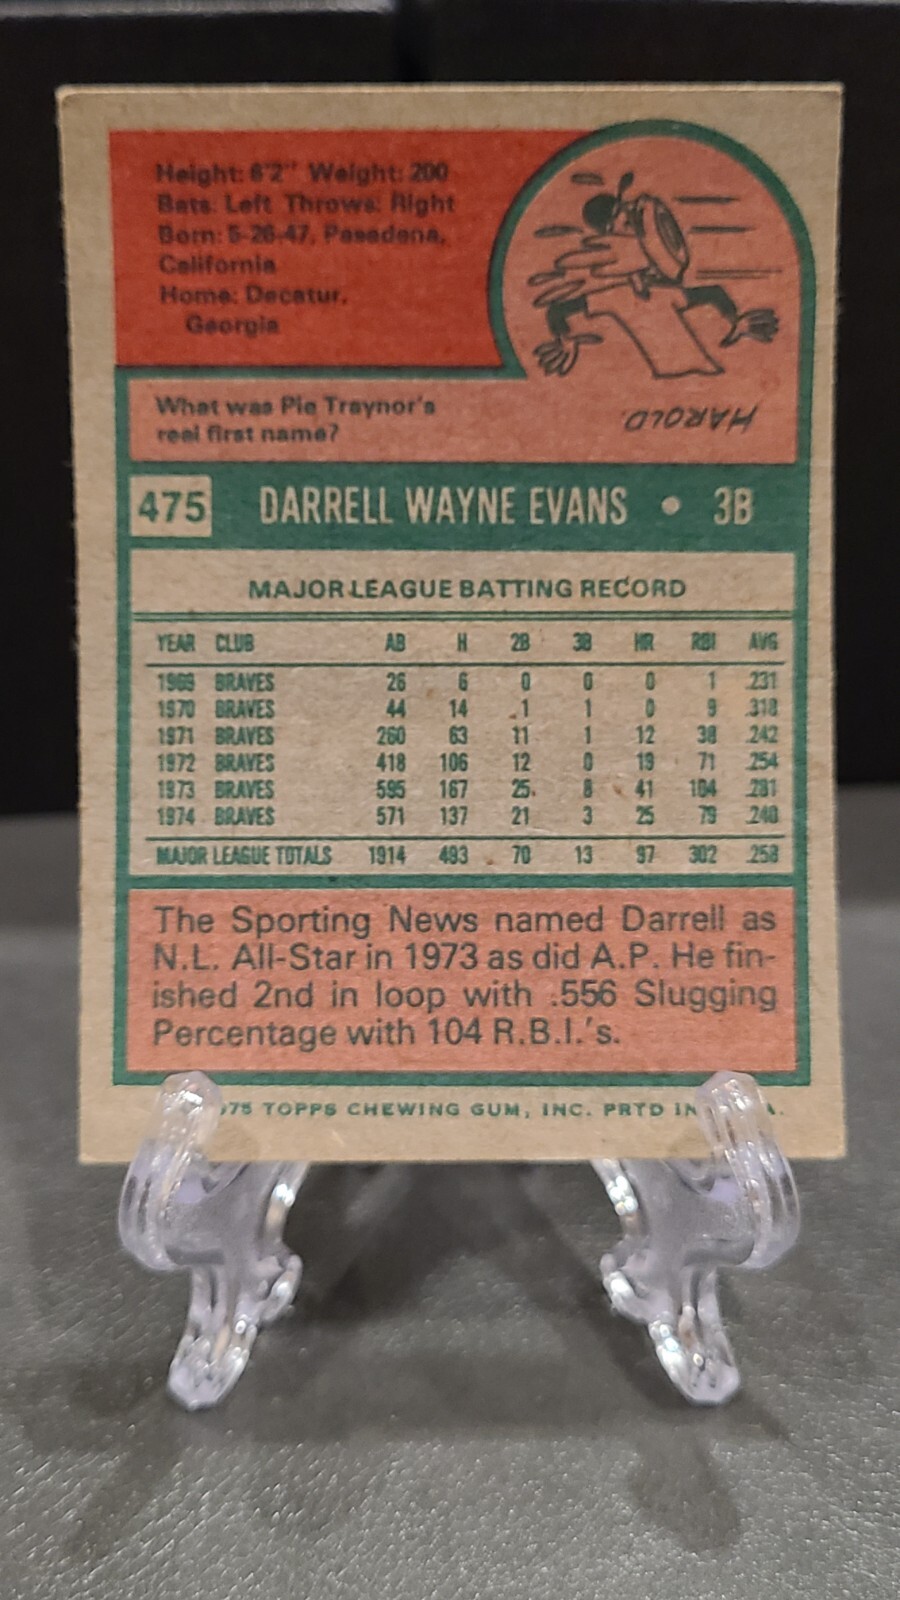 Height: 6'2" Weight: 200
Bats: Left Throws: Right
Born: 5-26-47, Pasadena,
California
Home: Decatur,
Georgia
What was Pie Traynor's
real first name?
HAROLD.
475 DARRELL WAYNE EVANS • 3B
MAJOR LEAGUE BATTING RECORD
YEAR CLUB AB H 2B 3B HR RBI AVG
1969 BRAVES 26 6 0 0 0 1 .231
1970 BRAVES 44 14 1 1 0 9 .318
1971 BRAVES 260 63 11 1 12 38 .242
1972 BRAVES 418 106 12 0 19 71 .254
1973 BRAVES 595 167 25 8 41 104 .281
1974 BRAVES 571 137 21 3 25 79 .240
MAJOR LEAGUE TOTALS 1914 493 70 13 97 302 .258
The Sporting News named Darrell as
N.L. All-Star in 1973 as did A.P. He fin-
ished 2nd in loop with .556 Slugging
Percentage with 104 R.B.I.'s.
75 TOPPS CHEWING GUM, INC. PRTD IN